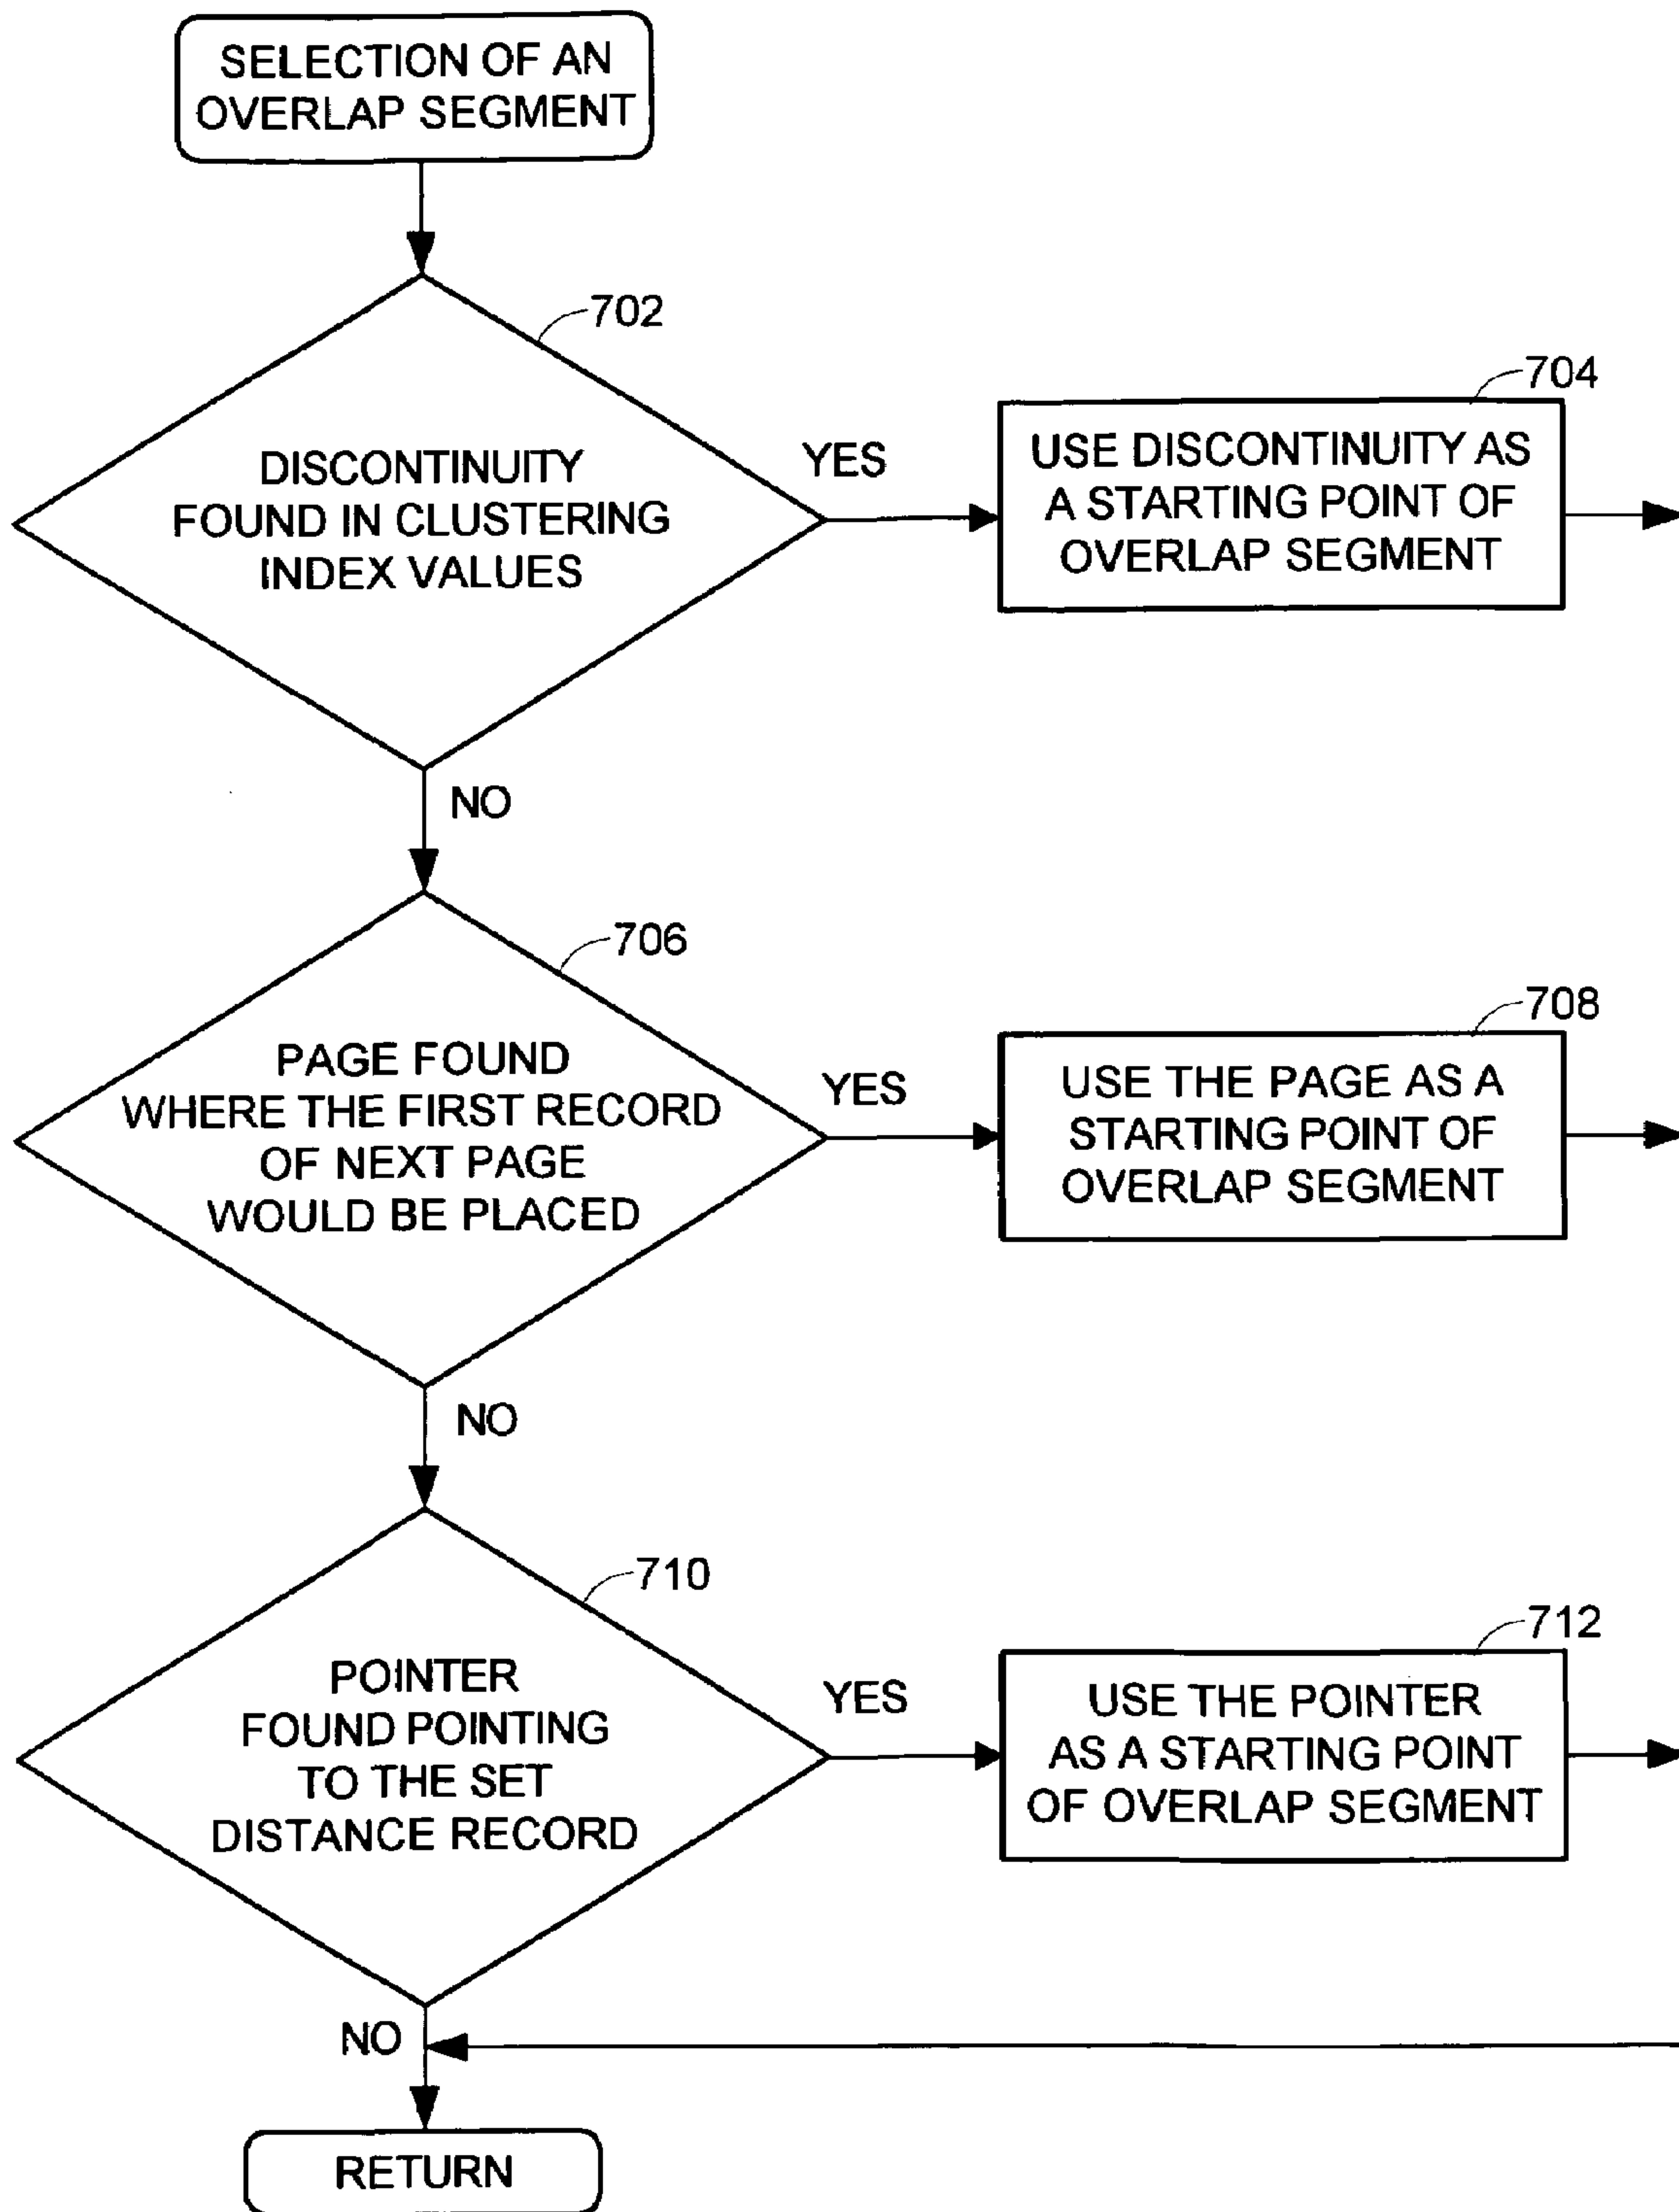 SELECTION OF AN
OVERLAP SEGMENT
702
DISCONTINUITY
FOUND IN CLUSTERING
INDEX VALUES
YES
704
USE DISCONTINUITY AS
A STARTING POINT OF
OVERLAP SEGMENT
NO
706
PAGE FOUND
WHERE THE FIRST RECORD
OF NEXT PAGE
WOULD BE PLACED
YES
708
USE THE PAGE AS A
STARTING POINT OF
OVERLAP SEGMENT
NO
710
POINTER
FOUND POINTING
TO THE SET
DISTANCE RECORD
YES
712
USE THE POINTER
AS A STARTING POINT
OF OVERLAP SEGMENT
NO
RETURN